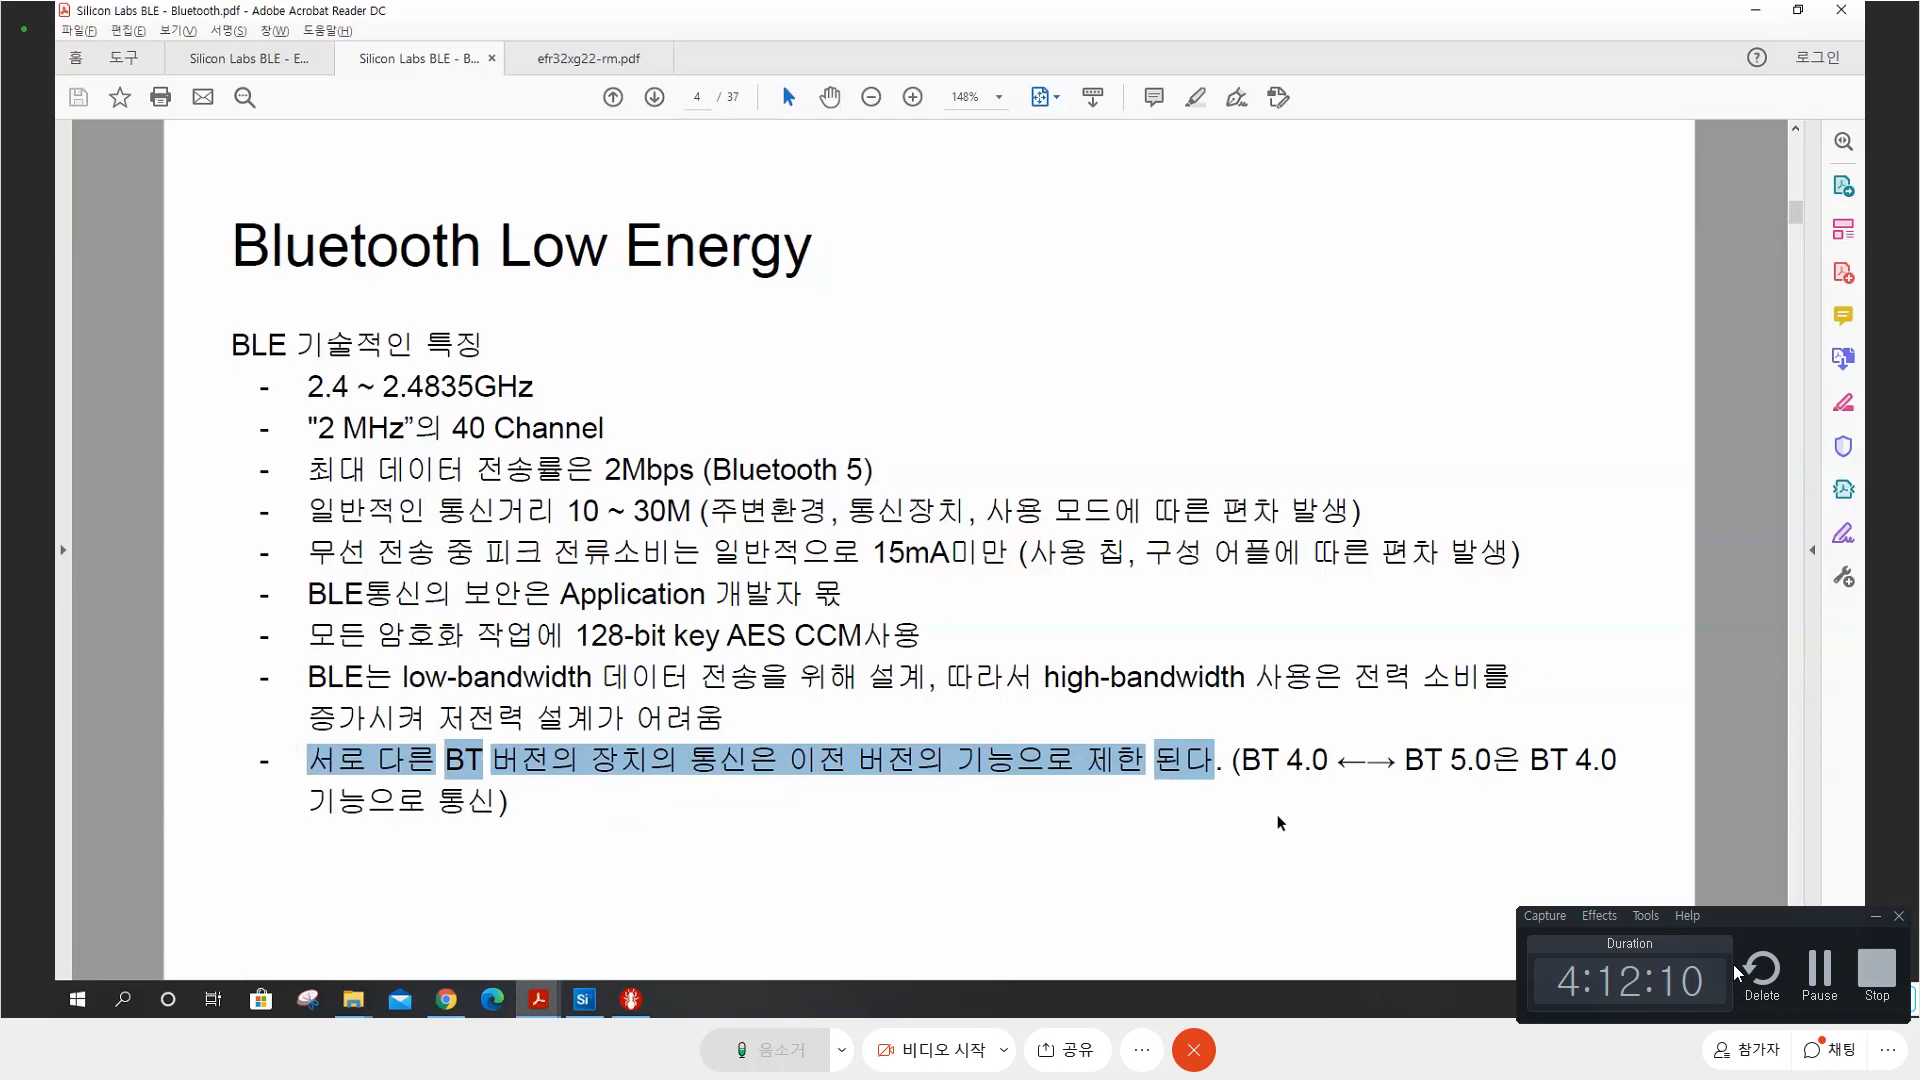 Silicon Labs BLE - Bluetooth.pdf - Adobe Acrobat Reader DC
파일(F) 편집(E) 보기(V) 서명(S) 창(W) 도움말(H)
홈 도구 Silicon Labs BLE - E... Silicon Labs BLE - B... efr32xg22-rm.pdf 로그인
4 / 37 148%
Bluetooth Low Energy
BLE 기술적인 특징
- 2.4 ~ 2.4835GHz
- "2 MHz”의 40 Channel
- 최대 데이터 전송률은 2Mbps (Bluetooth 5)
- 일반적인 통신거리 10 ~ 30M (주변환경, 통신장치, 사용 모드에 따른 편차 발생)
- 무선 전송 중 피크 전류소비는 일반적으로 15mA미만 (사용 칩, 구성 어플에 따른 편차 발생)
- BLE통신의 보안은 Application 개발자 몫
- 모든 암호화 작업에 128-bit key AES CCM사용
- BLE는 low-bandwidth 데이터 전송을 위해 설계, 따라서 high-bandwidth 사용은 전력 소비를
증가시켜 저전력 설계가 어려움
- 서로 다른 BT 버전의 장치의 통신은 이전 버전의 기능으로 제한 된다. (BT 4.0 ←→ BT 5.0은 BT 4.0
기능으로 통신)
Capture Effects Tools Help
Duration
4:12:10
Delete Pause Stop
Si
음소거 비디오 시작 공유 참가자 채팅